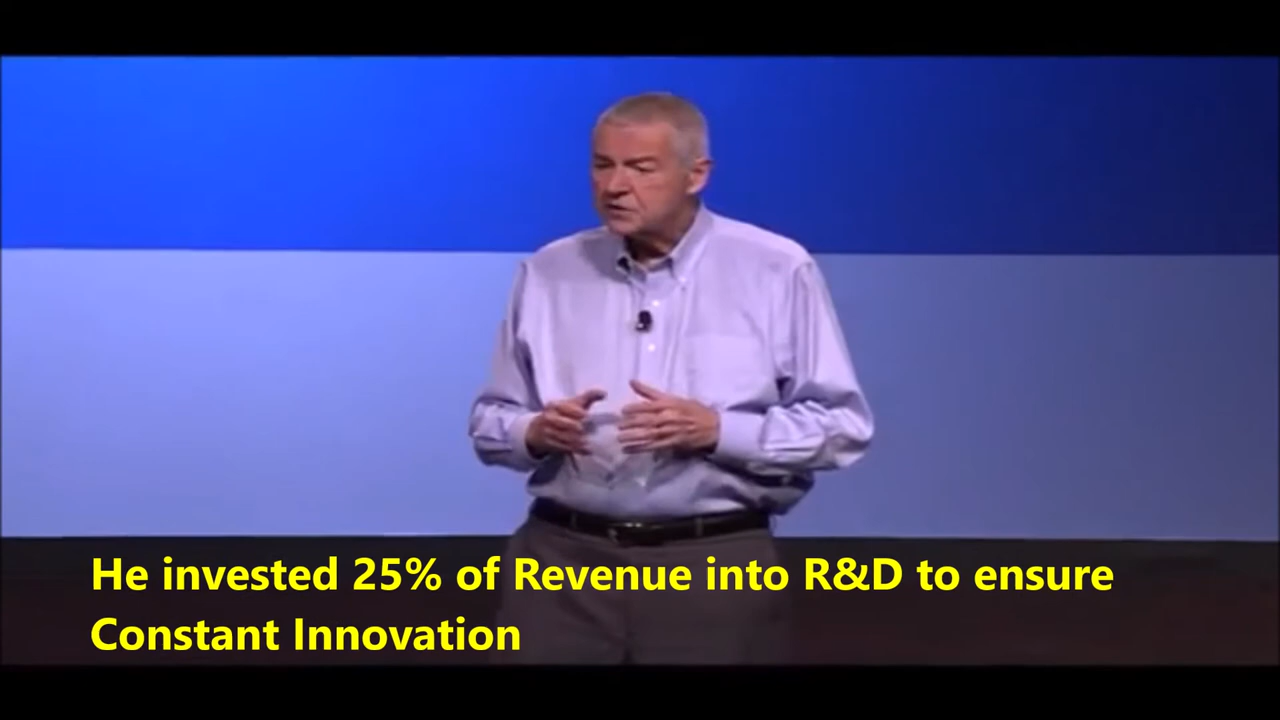 He invested 25% of Revenue into R&D to ensure
Constant Innovation